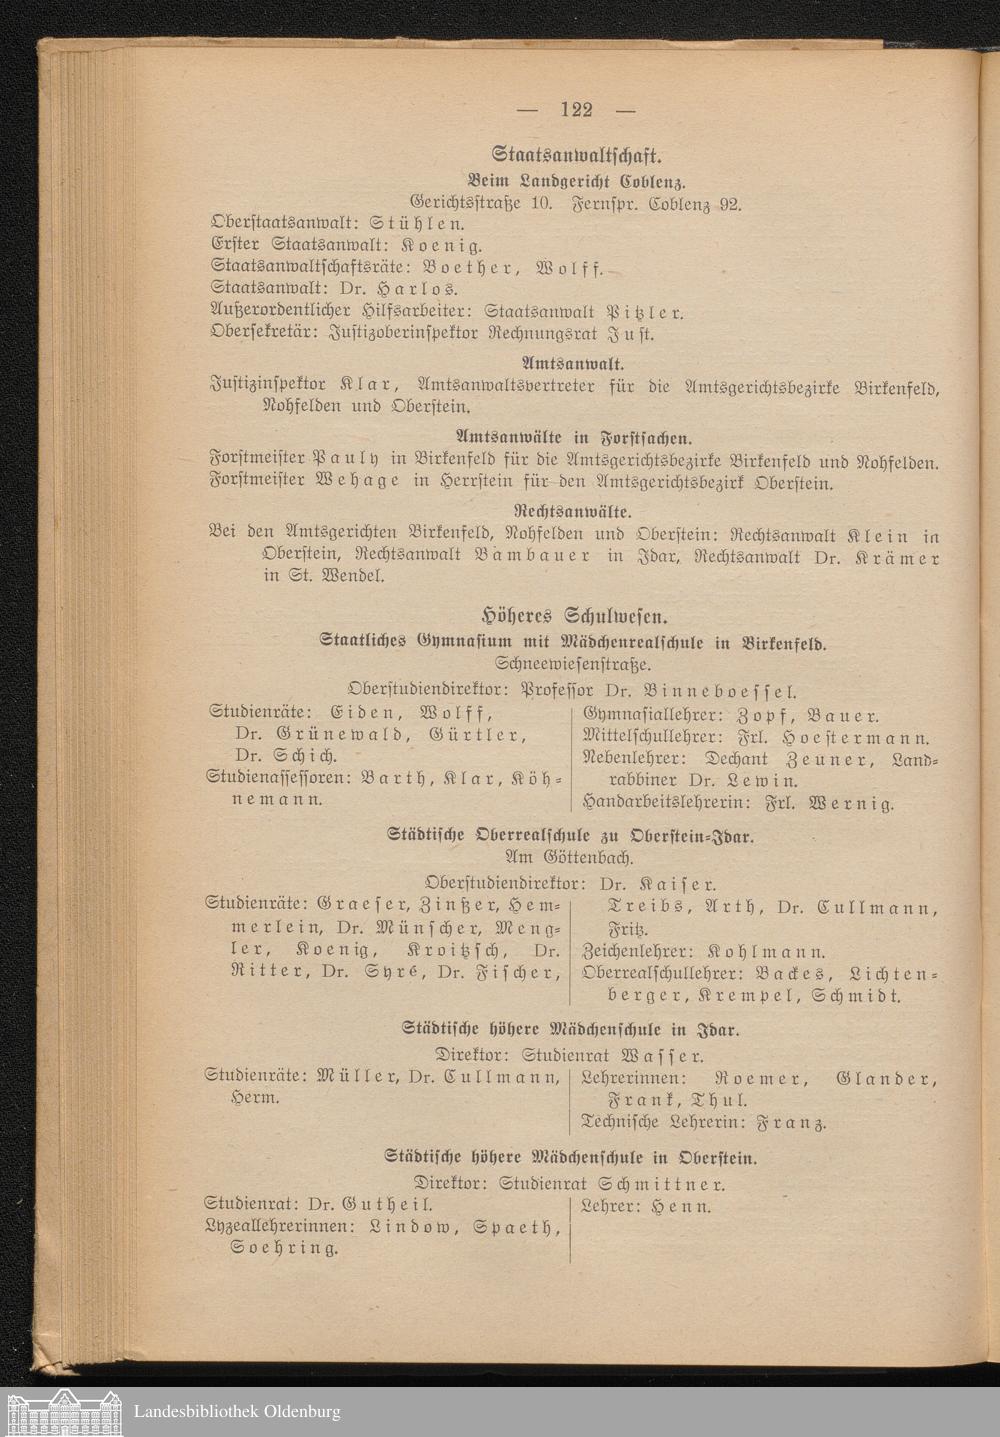 — 122 —
Staatsanwaltschaft.
Beim Landgericht Coblenz.
Gerichtsstraße 10. Fernspr. Coblenz 92.
Oberstaatsanwalt: Stühlen.
Erster Staatsanwalt: Koenig.
Staatsanwaltschaftsräte: Boether, Wolff.
Staatsanwalt: Dr. Harlos.
Außerordentlicher Hilfsarbeiter: Staatsanwalt Pitzler.
Obersekretär: Justizoberinspektor Rechnungsrat Just.
Amtsanwalt.
Justizinspektor Klar, Amtsanwaltsvertreter für die Amtsgerichtsbezirke Birkenfeld,
Nohfelden und Oberstein.
Amtsanwälte in Forstsachen.
Forstmeister Pauly in Birkenfeld für die Amtsgerichtsbezirke Birkenfeld und Nohfelden.
Forstmeister Wehage in Herrstein für den Amtsgerichtsbezirk Oberstein.
Rechtsanwälte.
Bei den Amtsgerichten Birkenfeld, Nohfelden und Oberstein: Rechtsanwalt Klein in
Oberstein, Rechtsanwalt Bambauer in Idar, Rechtsanwalt Dr. Krämer
in St. Wendel.
Höheres Schulwesen.
Staatliches Gymnasium mit Mädchenrealschule in Birkenfeld.
Schneewiesenstraße.
Oberstudiendirektor: Professor Dr. Binneboessel.
Studienräte: Eiden, Wolff,
Dr. Grünewald, Gürtler,
Dr. Schich.
Studienassessoren: Barth, Klar, Köh-
nemann.
Gymnasiallehrer: Zopf, Bauer.
Mittelschullehrer: Frl. Hoestermann.
Nebenlehrer: Dechant Zeuner, Land-
rabbiner Dr. Lewin.
Handarbeitslehrerin: Frl. Wernig.
Städtische Oberrealschule zu Oberstein-Idar.
Am Göttenbach.
Oberstudiendirektor: Dr. Kaiser.
Studienräte: Graeser, Zinßer, Hem-
merlein, Dr. Münscher, Meng-
ler, Koenig, Kroitzsch, Dr.
Ritter, Dr. Syré, Dr. Fischer,
Treibs, Arth, Dr. Cullmann,
Fritz.
Zeichenlehrer: Kohlmann.
Oberrealschullehrer: Backes, Lichten-
berger, Krempel, Schmidt.
Städtische höhere Mädchenschule in Idar.
Direktor: Studienrat Wasser.
Studienräte: Müller, Dr. Cullmann,
Herm.
Lehrerinnen: Roemer, Glander,
Frank, Thul.
Technische Lehrerin: Franz.
Städtische höhere Mädchenschule in Oberstein.
Direktor: Studienrat Schmittner.
Studienrat: Dr. Gutheil.
Lyzeallehrerinnen: Lindow, Spaeth,
Soehring.
Lehrer: Henn.
Landesbibliothek Oldenburg